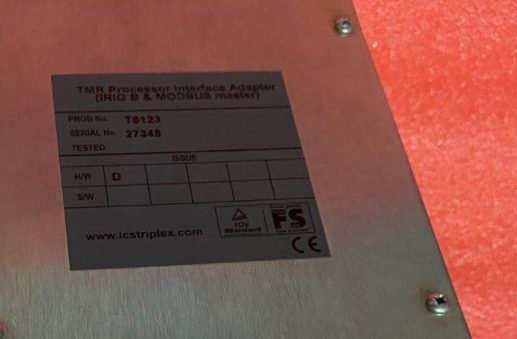 TMR Processor Interface Adaptor
(IRIG B & MODBUS master)
PROD No. T8123
SERIAL No. 27348
TESTED
ISSUE
H/W D
S/W
www.icstriplex.com
TÜV
Rheinland
FS
CE